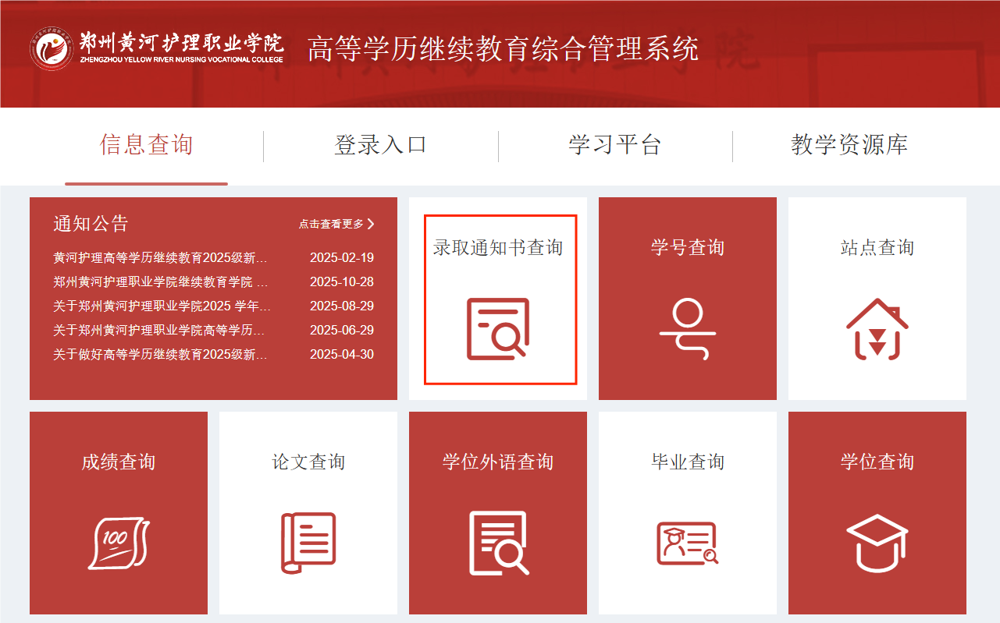 郑州黄河护理职业学院
ZHENGZHOU YELLOW RIVER NURSING VOCATIONAL COLLEGE
高等学历继续教育综合管理系统
信息查询
登录入口
学习平台
教学资源库
通知公告
点击查看更多
黄河护理高等学历继续教育2025级新... 2025-02-19
郑州黄河护理职业学院继续教育学院 ... 2025-10-28
关于郑州黄河护理职业学院2025 学年... 2025-08-29
关于郑州黄河护理职业学院高等学历... 2025-06-29
关于做好高等学历继续教育2025级新... 2025-04-30
录取通知书查询
学号查询
站点查询
成绩查询
100
论文查询
学位外语查询
毕业查询
学位查询